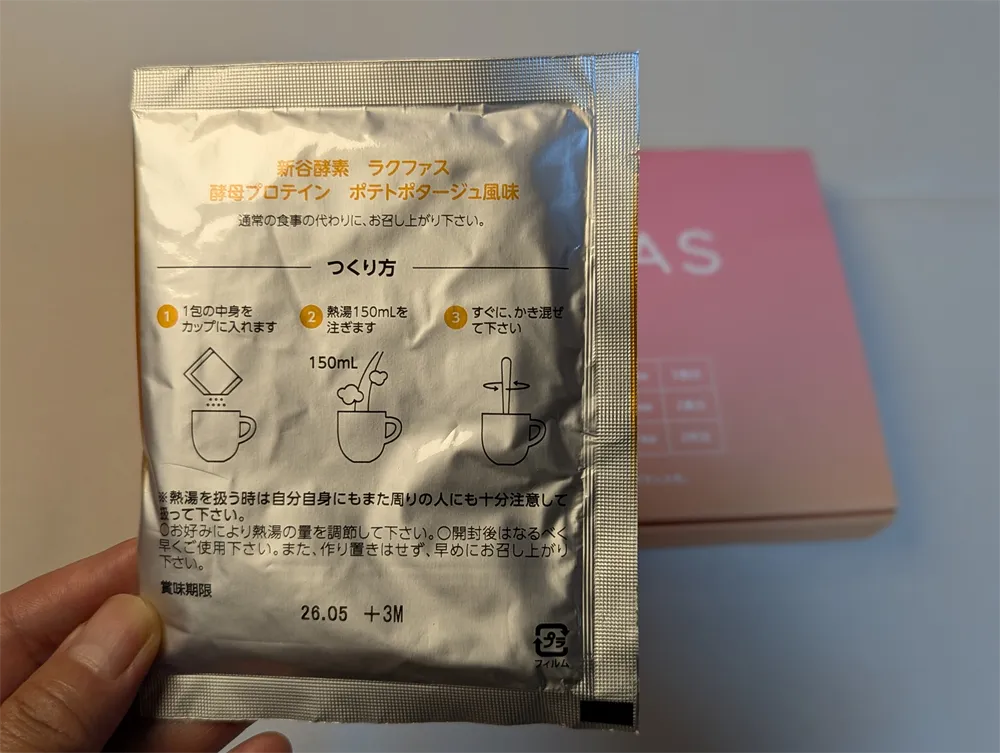 新谷酵素 ラクファス
酵母プロテイン ポテトポタージュ風味
通常の食事の代わりに、お召し上がり下さい。
つくり方
1 1包の中身を
カップに入れます
2 熱湯150mLを
注ぎます
3 すぐに、かき混ぜ
て下さい
150mL
※熱湯を扱う時は自分自身にもまた周りの人にも十分注意して
扱って下さい。
○お好みにより熱湯の量を調節して下さい。○開封後はなるべく
早くご使用下さい。また、作り置きはせず、早めにお召し上がり
下さい。
賞味期限
26.05 +3M
プラ
フィルム
AS